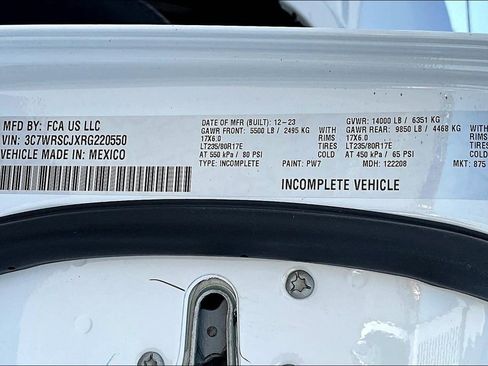 MFD BY: FCA US LLC
VIN: 3C7WRSCJXRG220550
VEHICLE MADE IN: MEXICO
DATE OF MFR (BUILT): 12-23
GAWR FRONT: 5500 LB / 2495 KG
17X6.0
LT235/80R17E
AT 550 kPa / 80 PSI
TYPE: INCOMPLETE
WITH
RIMS
TIRES
PAINT: PW7
GVWR: 14000 LB / 6351 KG
GAWR REAR: 9850 LB / 4468 KG
17X6.0
LT235/80R17E
AT 450 kPa / 65 PSI
MDH: 122208
WITH
RIMS
TIRES
COLD
MKT: 875
INCOMPLETE VEHICLE